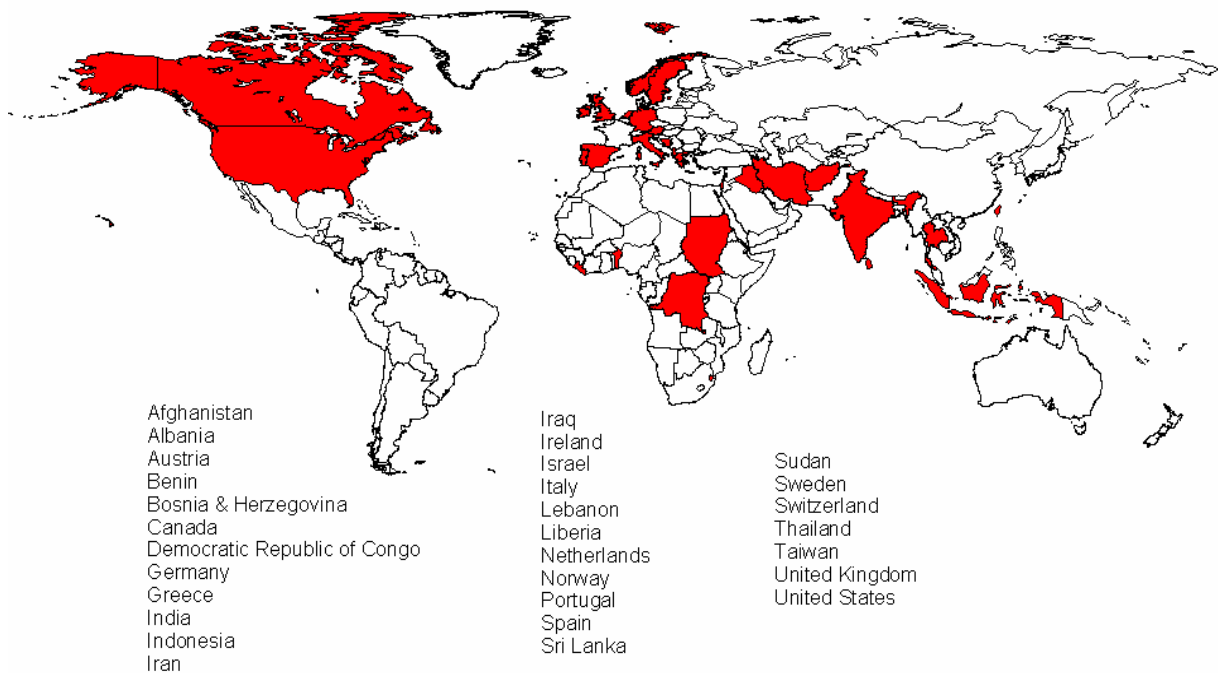 Afghanistan
Albania
Austria
Benin
Bosnia & Herzegovina
Canada
Democratic Republic of Congo
Germany
Greece
India
Indonesia
Iran
Iraq
Ireland
Israel
Italy
Lebanon
Liberia
Netherlands
Norway
Portugal
Spain
Sri Lanka
Sudan
Sweden
Switzerland
Thailand
Taiwan
United Kingdom
United States